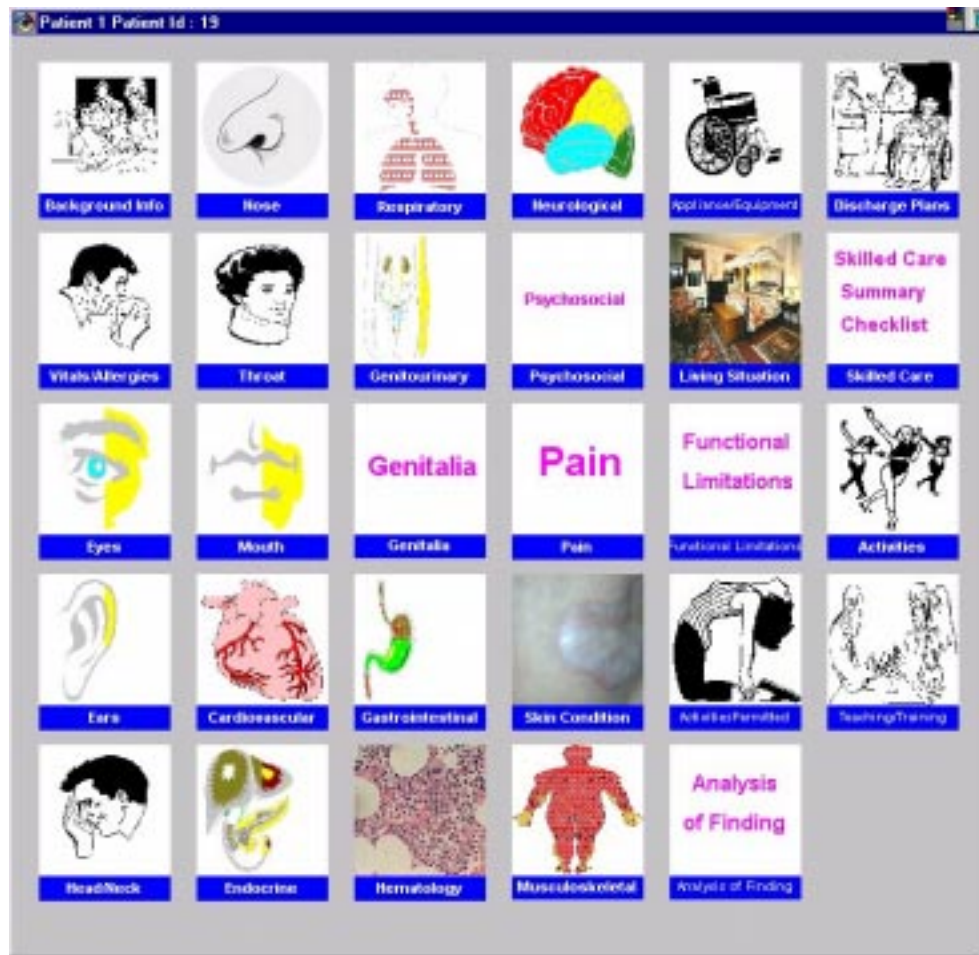 Patient 1 Patient Id : 19
Background Info
Nose
Respiratory
Neurological
Appliance/Equipment
Discharge Plans
Skilled Care
Summary
Checklist
Psychosocial
Vitals/Allergies
Throat
Genitourinary
Psychosocial
Living Situation
Skilled Care
Genitalia
Pain
Functional
Limitations
Eyes
Mouth
Genitalia
Pain
Functional Limitations
Activities
Ears
Cardiovascular
Gastrointestinal
Skin Condition
Activities Permitted
Teaching/Training
Analysis
of Finding
Head/Neck
Endocrine
Hematology
Musculoskeletal
Analysis of Finding